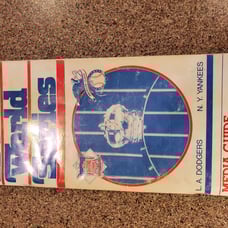 World
Series
L.A. DODGERS
N.Y. YANKEES
MEDIA GUIDE